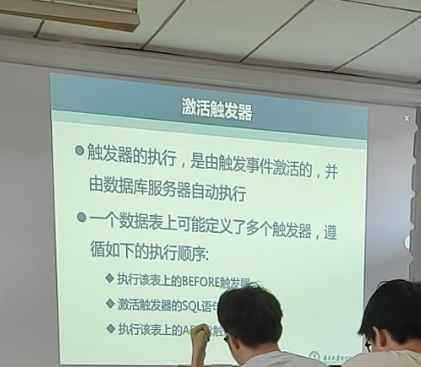 激活触发器
触发器的执行，是由触发事件激活的，并
由数据库服务器自动执行
一个数据表上可能定义了多个触发器，遵
循如下的执行顺序:
执行该表上的BEFORE触发器
激活触发器的SQL语句
执行该表上的A